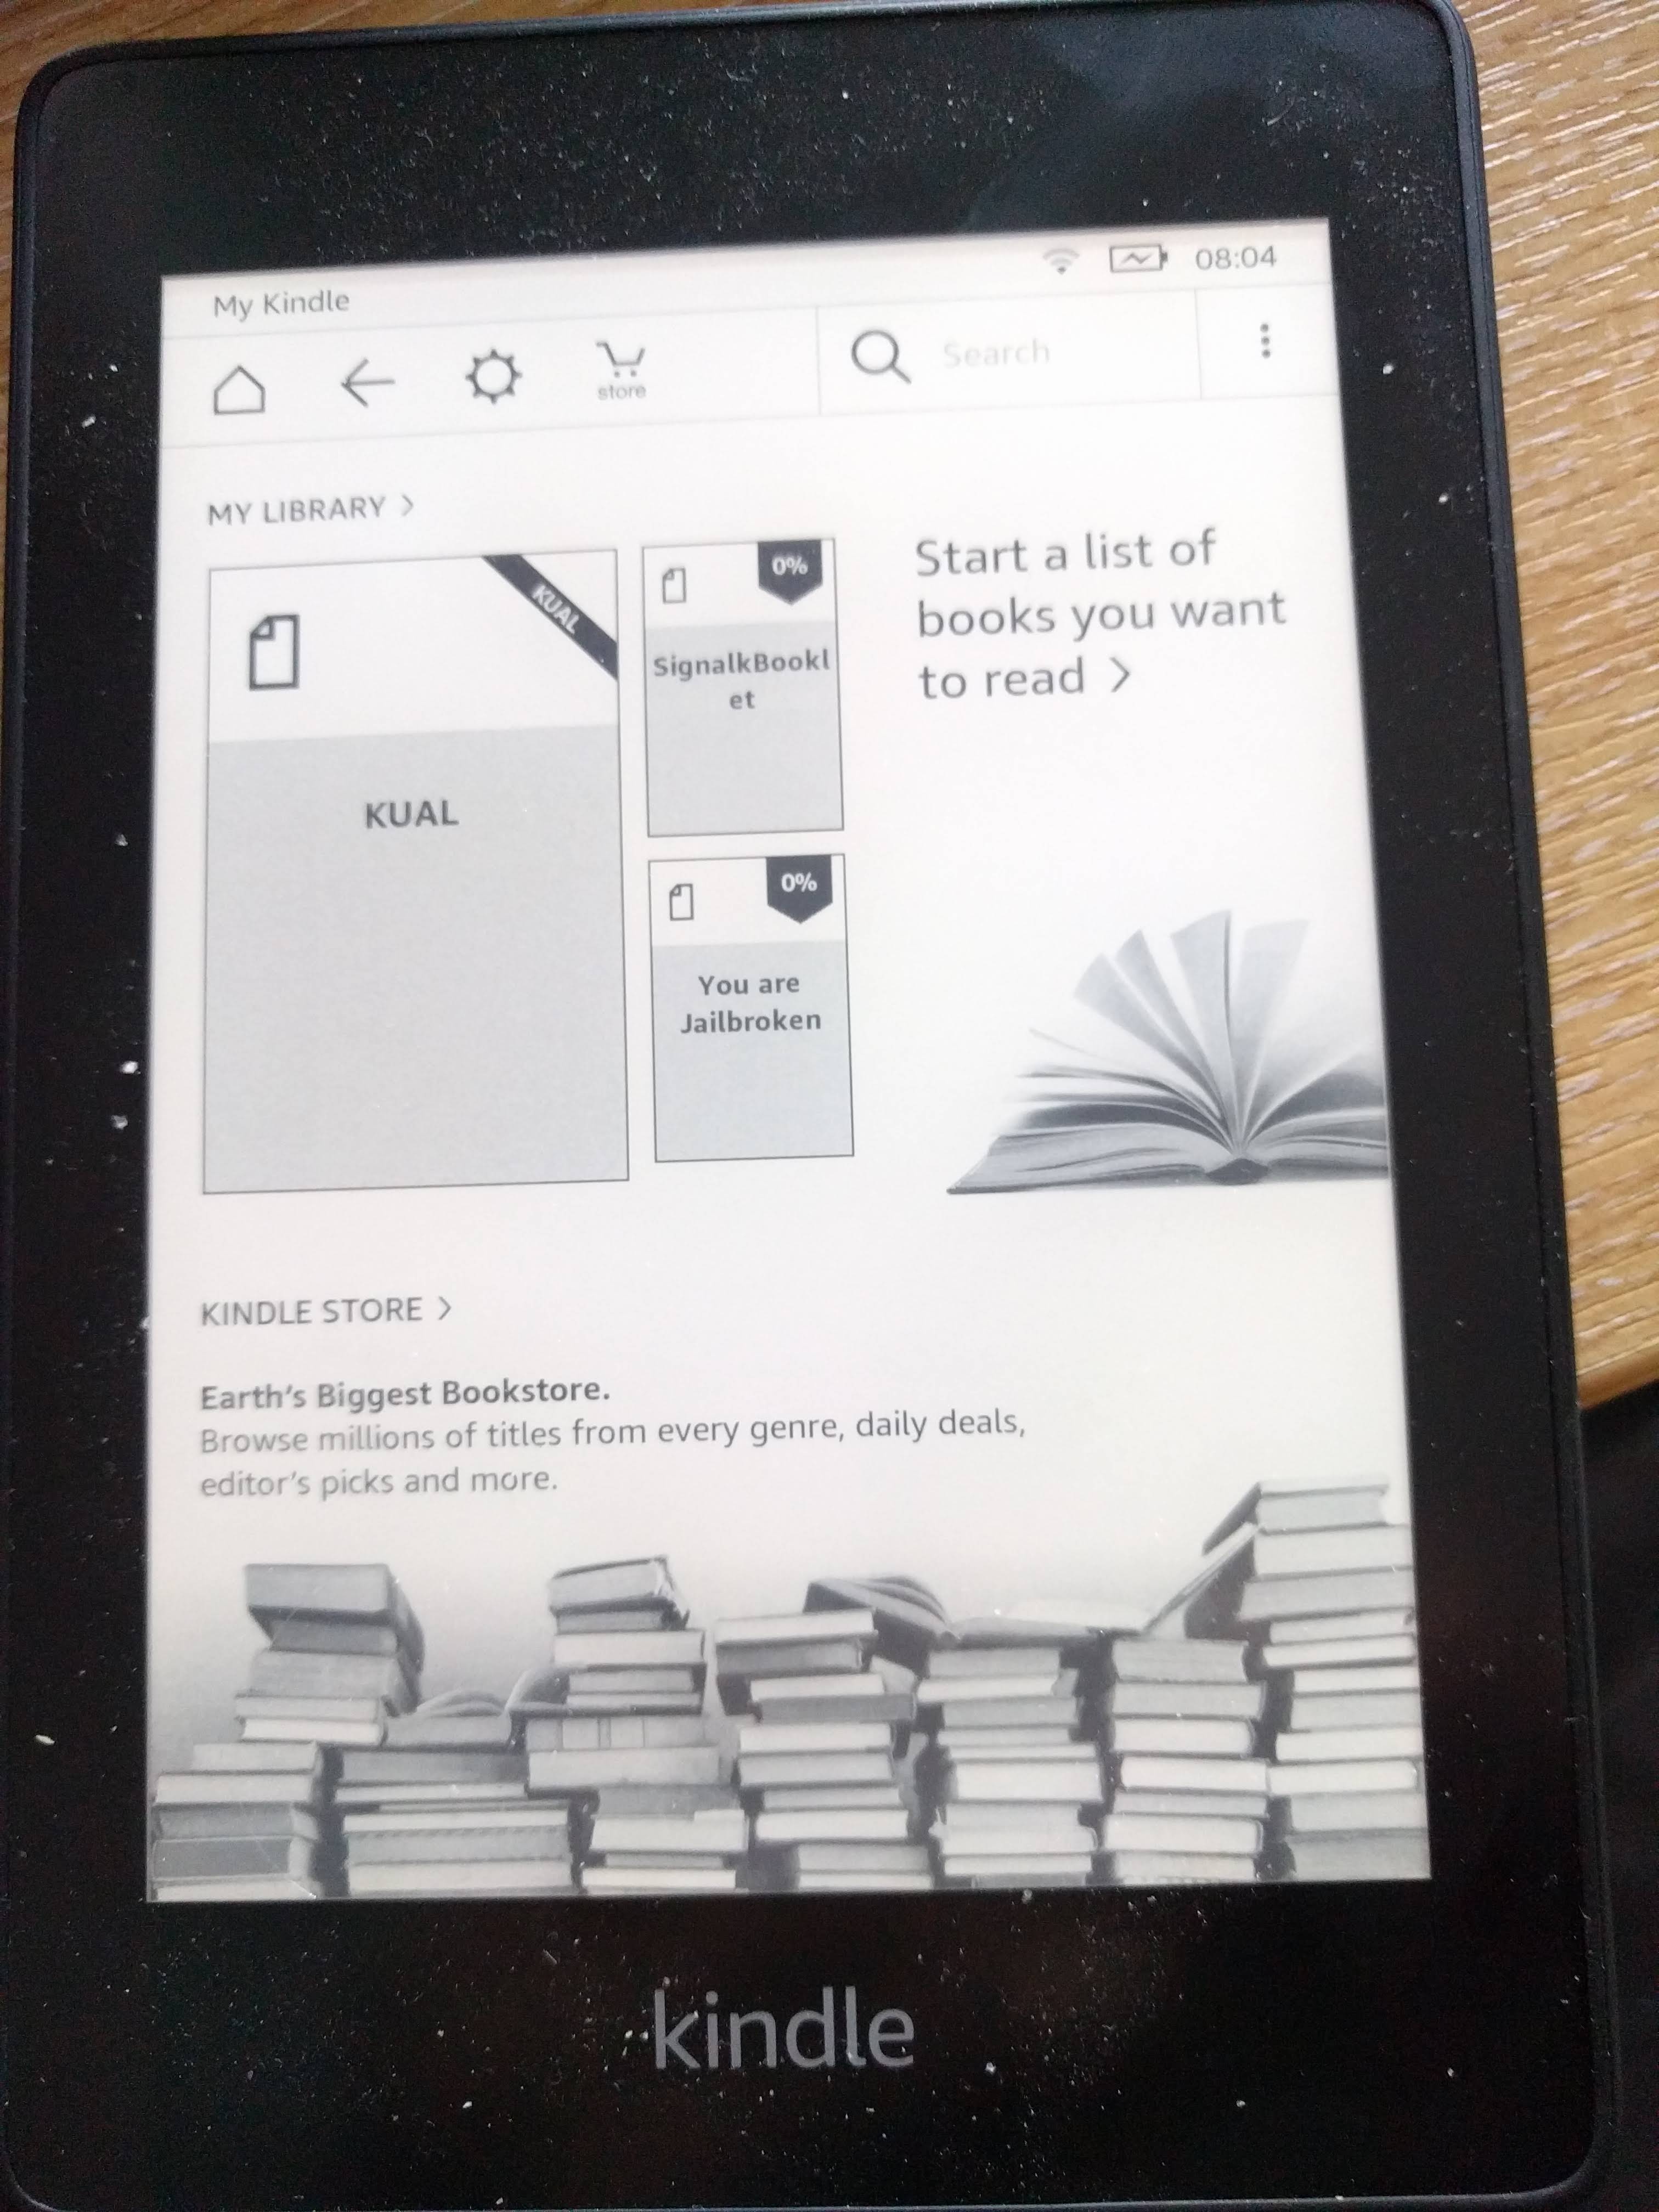 My Kindle
08:04
store
Search
MY LIBRARY >
KUAL
KUAL
0%
SignalkBookl
et
0%
You are
Jailbroken
Start a list of
books you want
to read >
KINDLE STORE >
Earth's Biggest Bookstore.
Browse millions of titles from every genre, daily deals,
editor's picks and more.
kindle